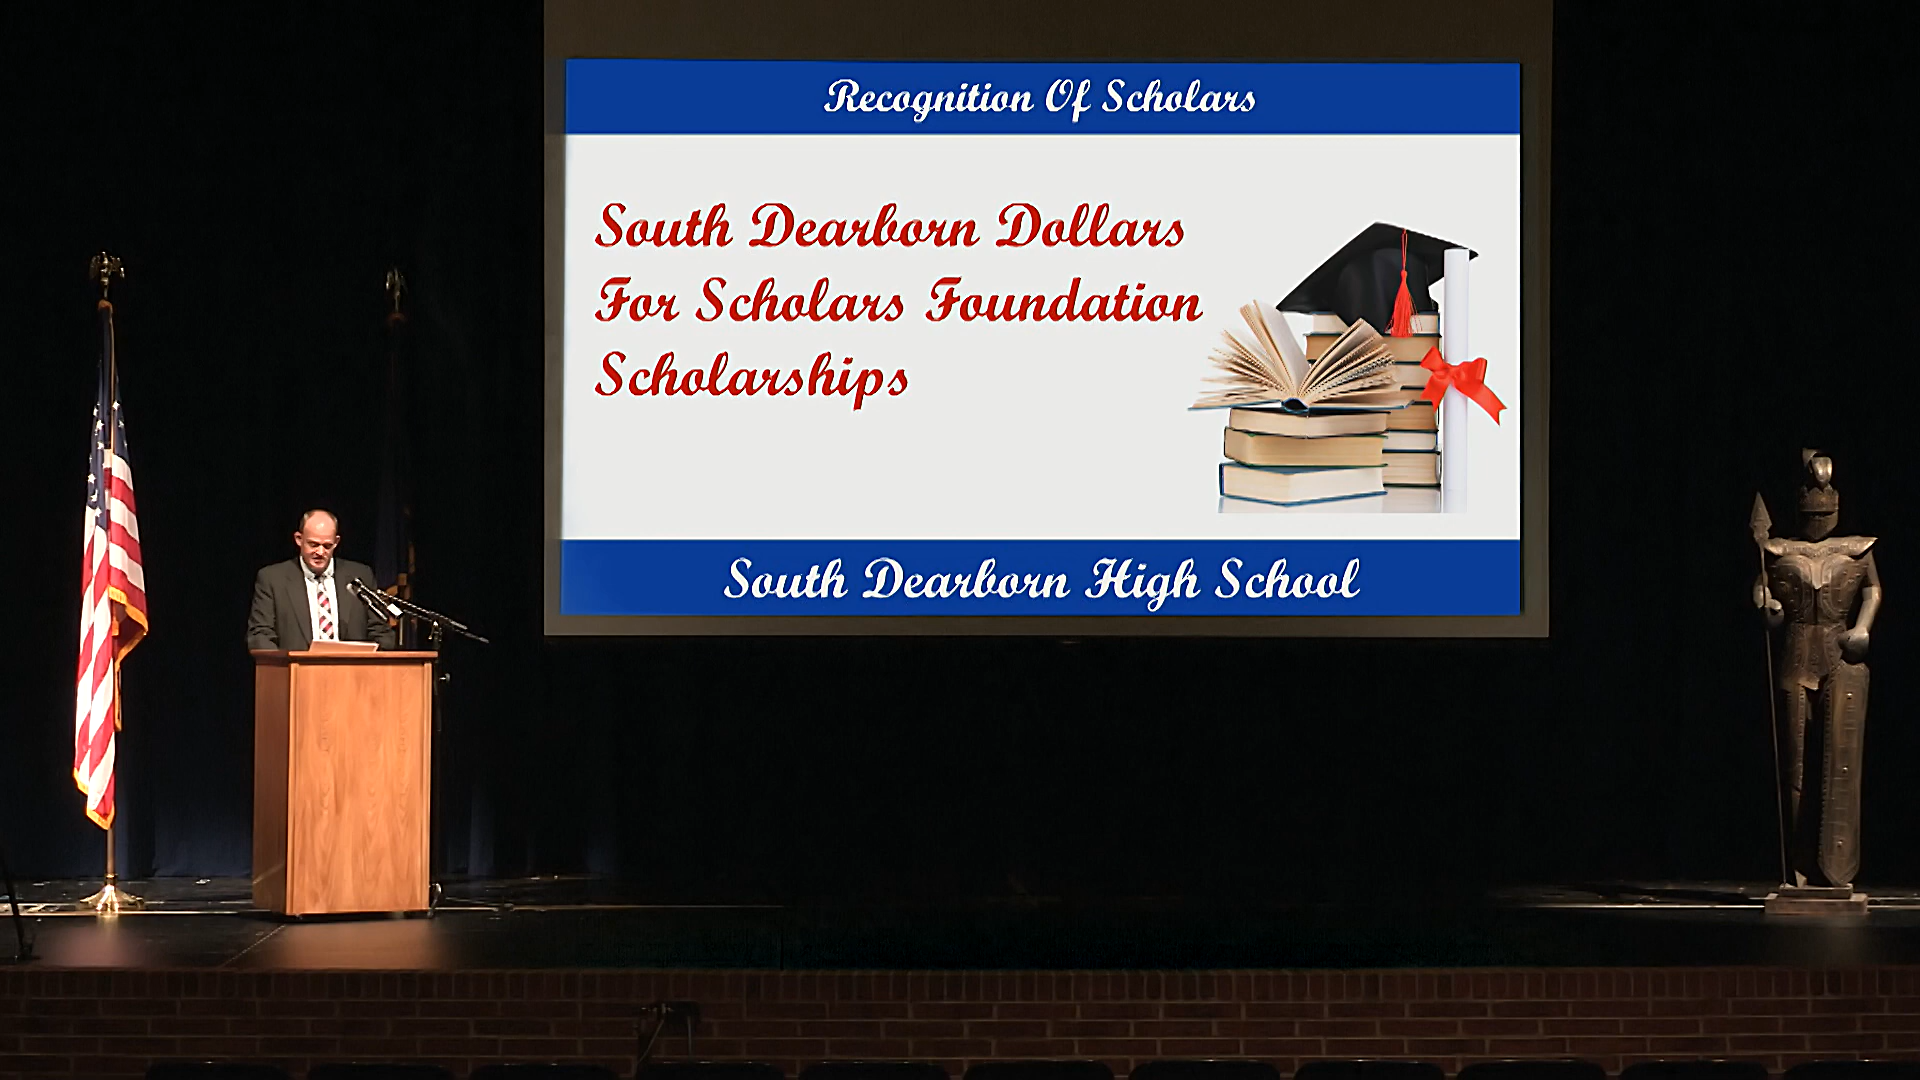 Recognition Of Scholars
South Dearborn Dollars
For Scholars Foundation
Scholarships
South Dearborn High School